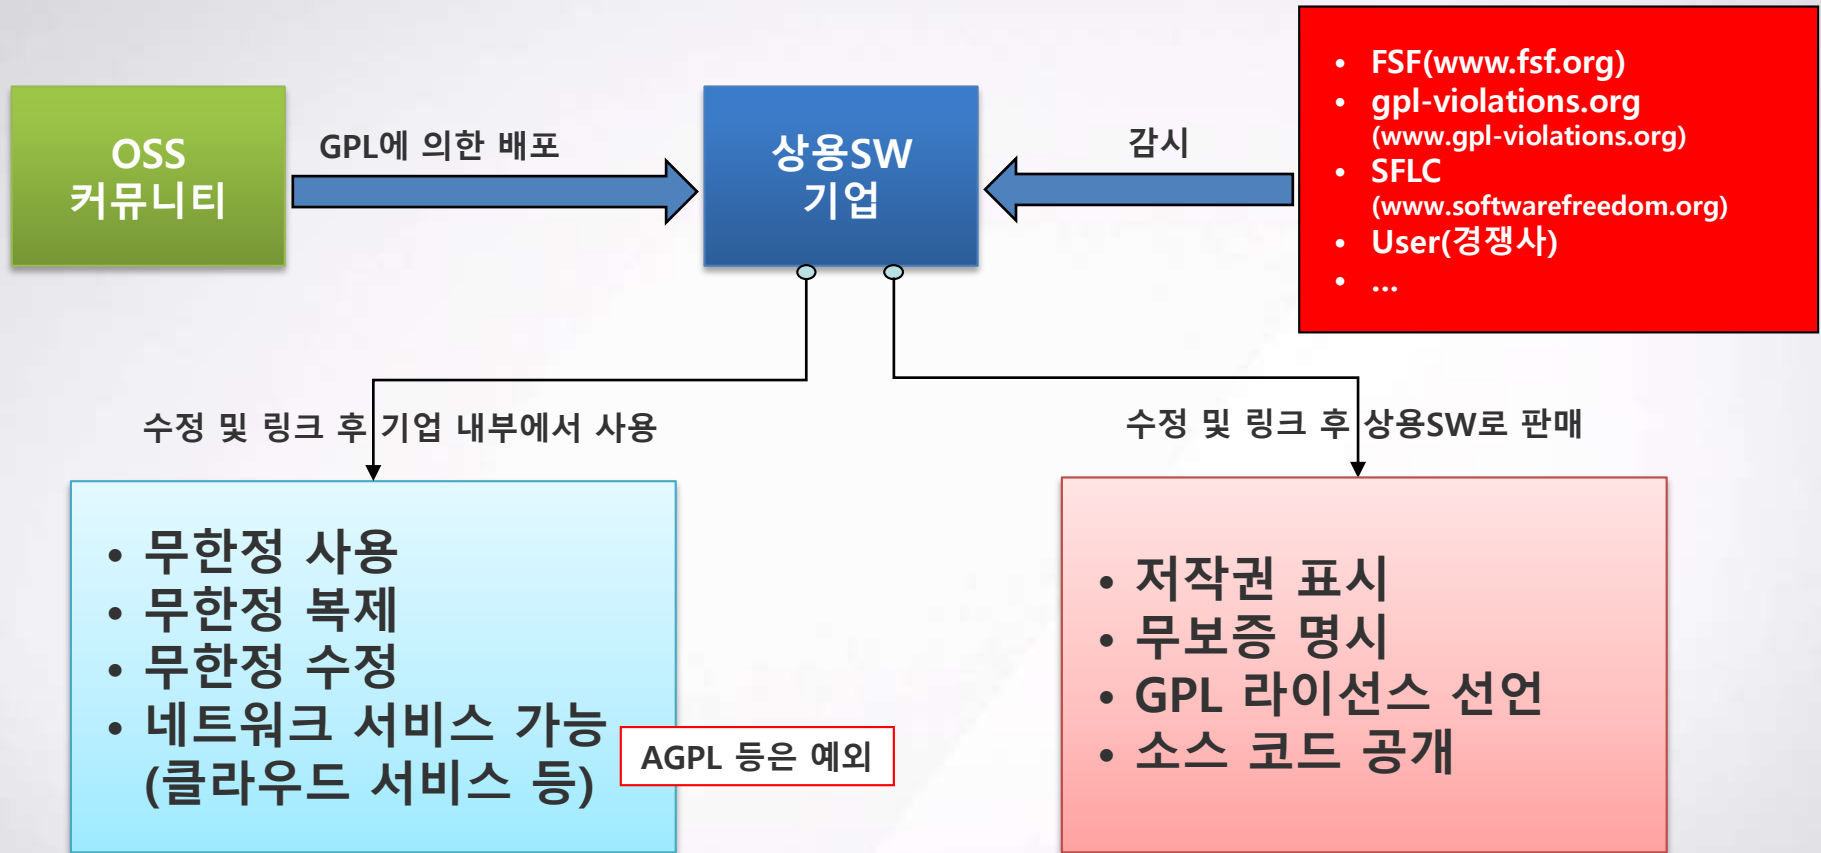 OSS
커뮤니티
GPL에 의한 배포
상용SW
기업
감시
• FSF(www.fsf.org)
• gpl-violations.org
(www.gpl-violations.org)
• SFLC
(www.softwarefreedom.org)
• User(경쟁사)
• ...
수정 및 링크 후 기업 내부에서 사용
수정 및 링크 후 상용SW로 판매
• 무한정 사용
• 무한정 복제
• 무한정 수정
• 네트워크 서비스 가능
(클라우드 서비스 등)
AGPL 등은 예외
• 저작권 표시
• 무보증 명시
• GPL 라이선스 선언
• 소스 코드 공개